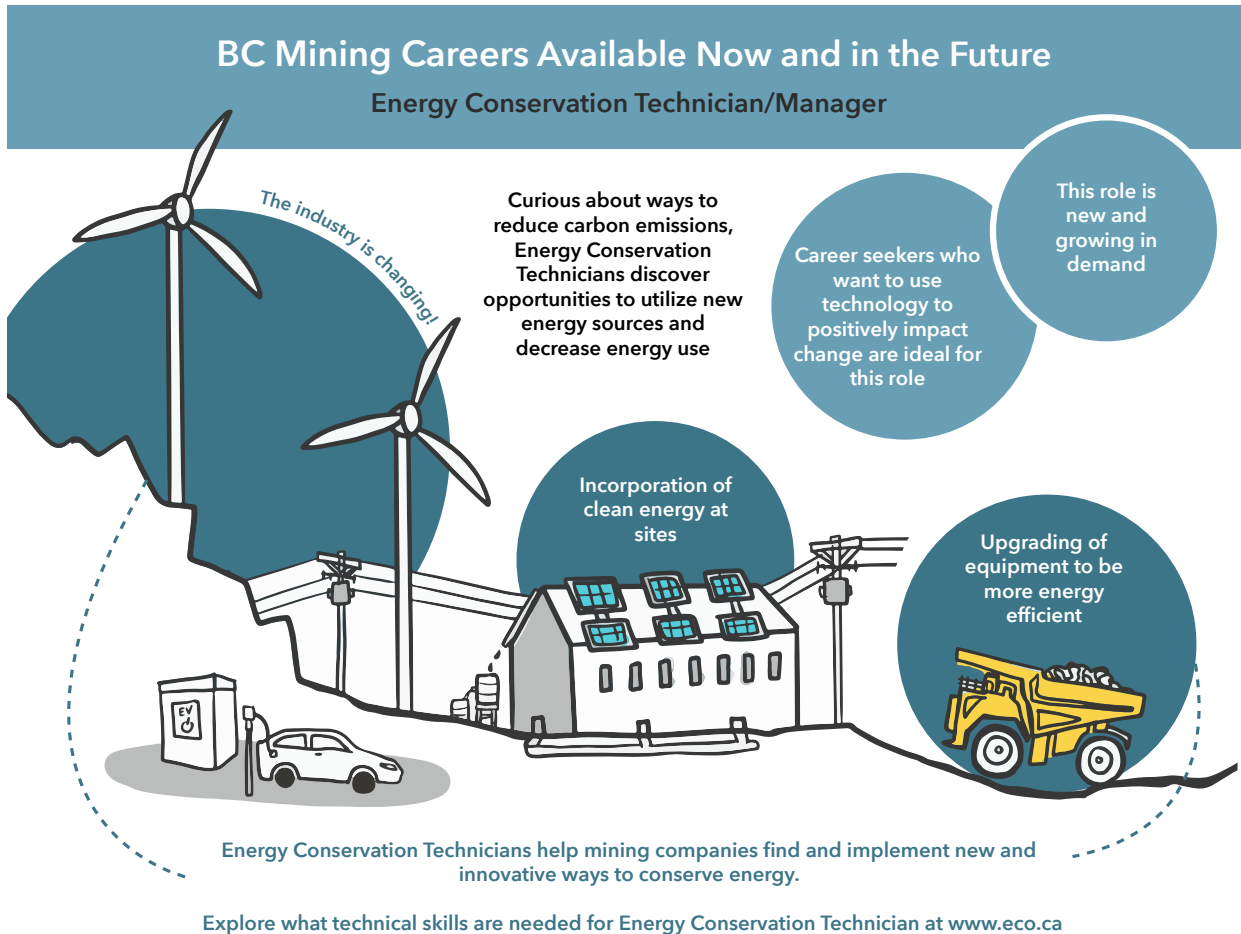 BC Mining Careers Available Now and in the Future
Energy Conservation Technician/Manager
The industry is changing!
Curious about ways to
reduce carbon emissions,
Energy Conservation
Technicians discover
opportunities to utilize new
energy sources and
decrease energy use
Career seekers who
want to use
technology to
positively impact
change are ideal for
this role
This role is
new and
growing in
demand
Incorporation of
clean energy at
sites
Upgrading of
equipment to be
more energy
efficient
EV
Energy Conservation Technicians help mining companies find and implement new and
innovative ways to conserve energy.
Explore what technical skills are needed for Energy Conservation Technician at www.eco.ca